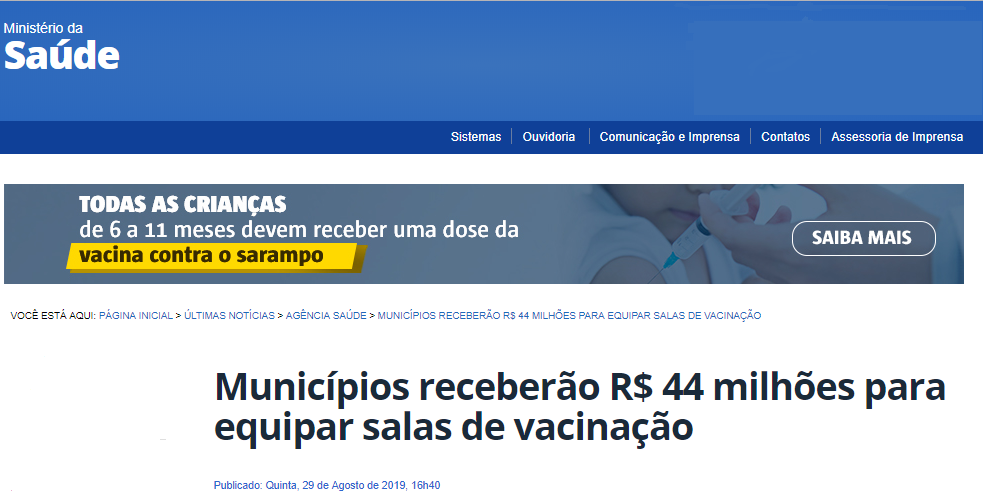 Ministério da
Saúde
Sistemas
Ouvidoria
Comunicação e Imprensa
Contatos
Assessoria de Imprensa
TODAS AS CRIANÇAS
de 6 a 11 meses devem receber uma dose da
vacina contra o sarampo
SAIBA MAIS
VOCÊ ESTÁ AQUI: PÁGINA INICIAL > ÚLTIMAS NOTÍCIAS > AGÊNCIA SAÚDE > MUNICÍPIOS RECEBERÃO R$ 44 MILHÕES PARA EQUIPAR SALAS DE VACINAÇÃO
Municípios receberão R$ 44 milhões para
equipar salas de vacinação
Publicado: Quinta, 29 de Agosto de 2019, 16h40